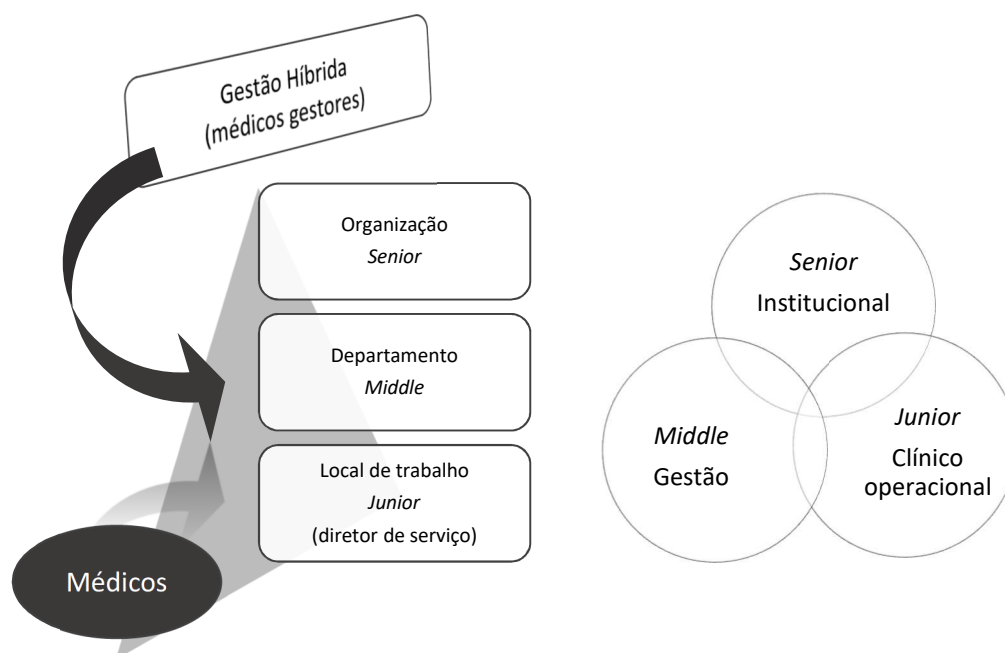 Gestão Híbrida
(médicos gestores)
Organização
Senior
Departamento
Middle
Local de trabalho
Junior
(diretor de serviço)
Médicos
Senior
Institucional
Middle
Gestão
Junior
Clínico
operacional